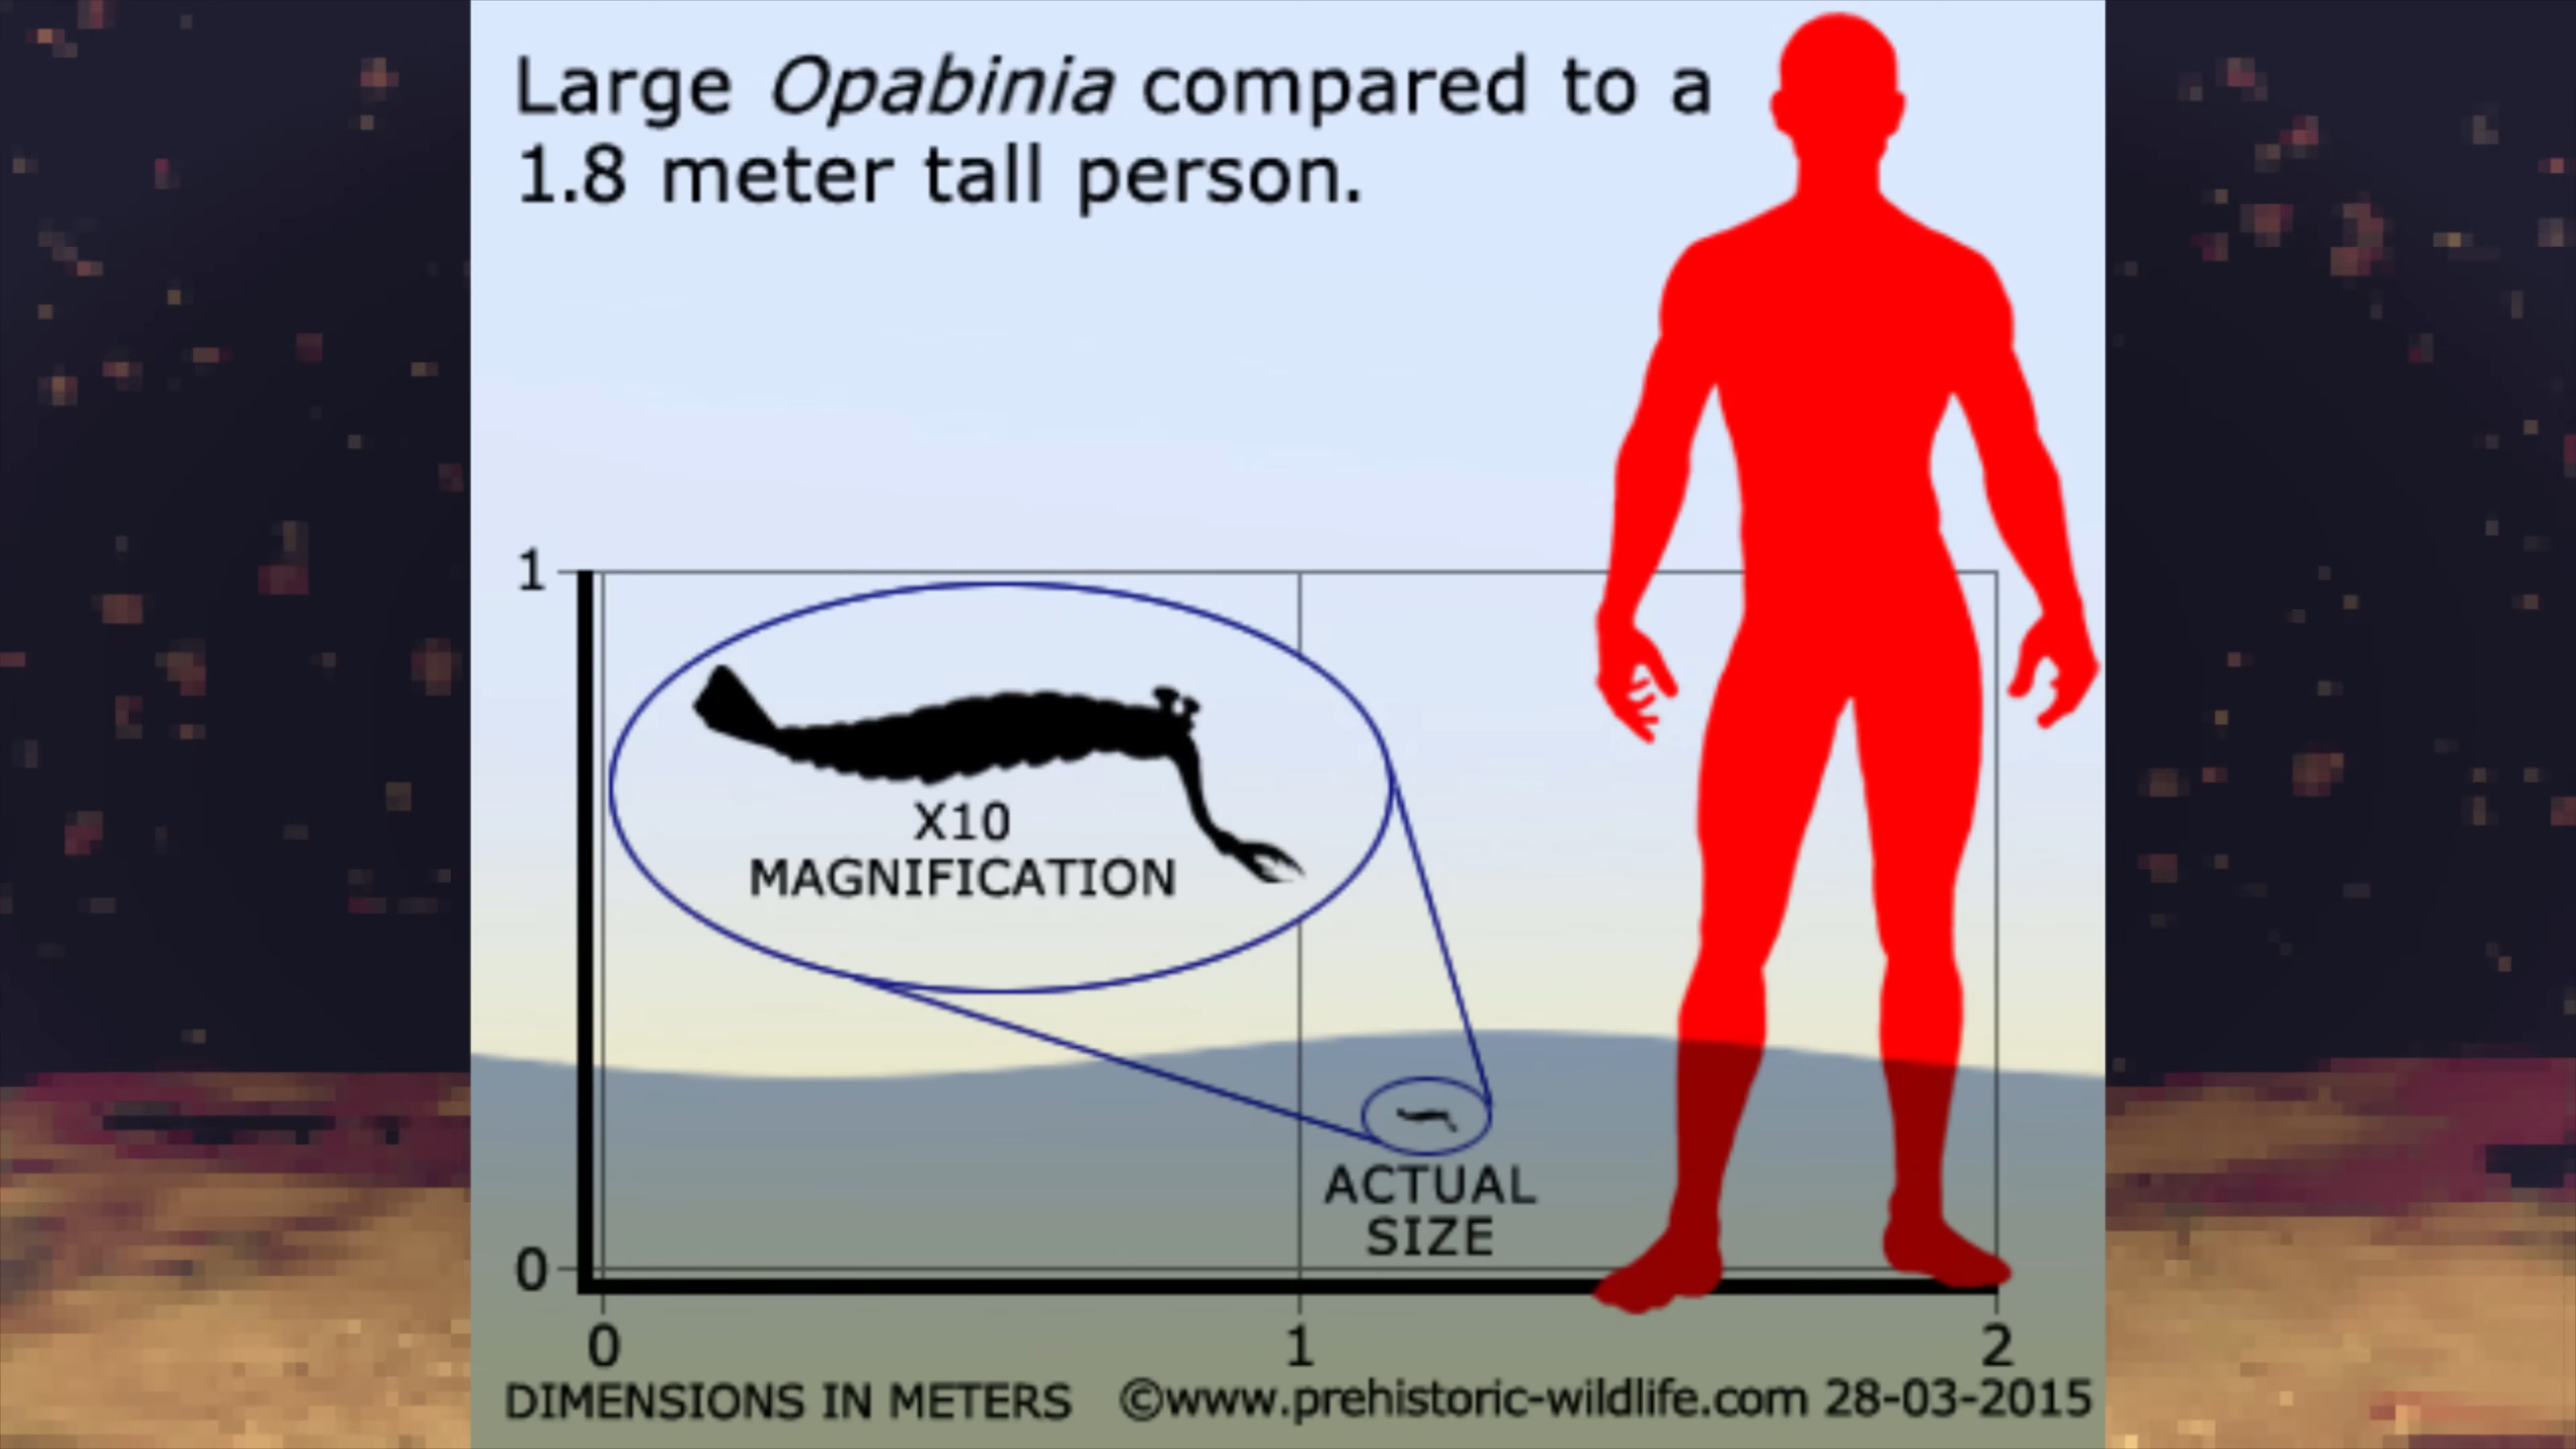 Large Opabinia compared to a
1.8 meter tall person.
1
X10
MAGNIFICATION
ACTUAL
SIZE
0
0 1 2
DIMENSIONS IN METERS ©www.prehistoric-wildlife.com 28-03-2015